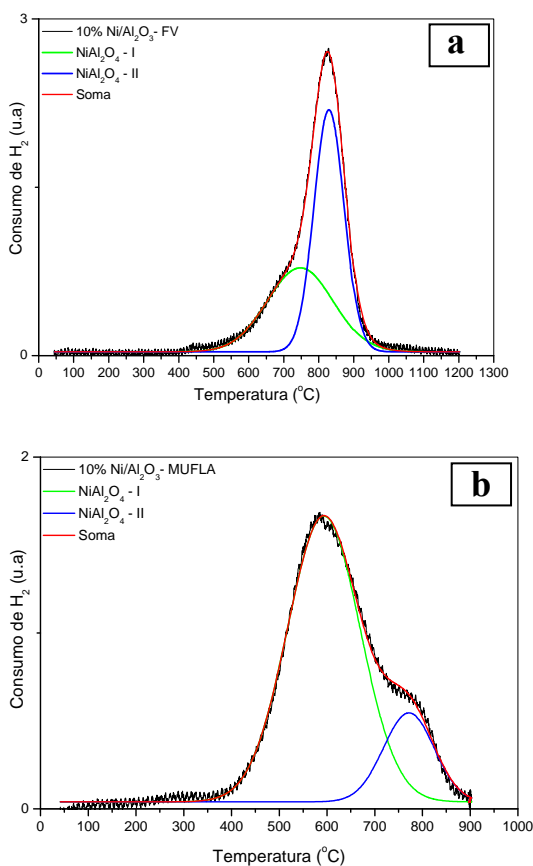 3
10% Ni/Al₂O₃- FV
NiAl₂O₄ - I
NiAl₂O₄ - II
Soma
a
Consumo de H₂ (u.a)
0
0 100 200 300 400 500 600 700 800 900 1000 1100 1200 1300
Temperatura (°C)
2
10% Ni/Al₂O₃- MUFLA
NiAl₂O₄ - I
NiAl₂O₄ - II
Soma
b
Consumo de H₂ (u.a)
0
0 100 200 300 400 500 600 700 800 900 1000
Temperatura (°C)